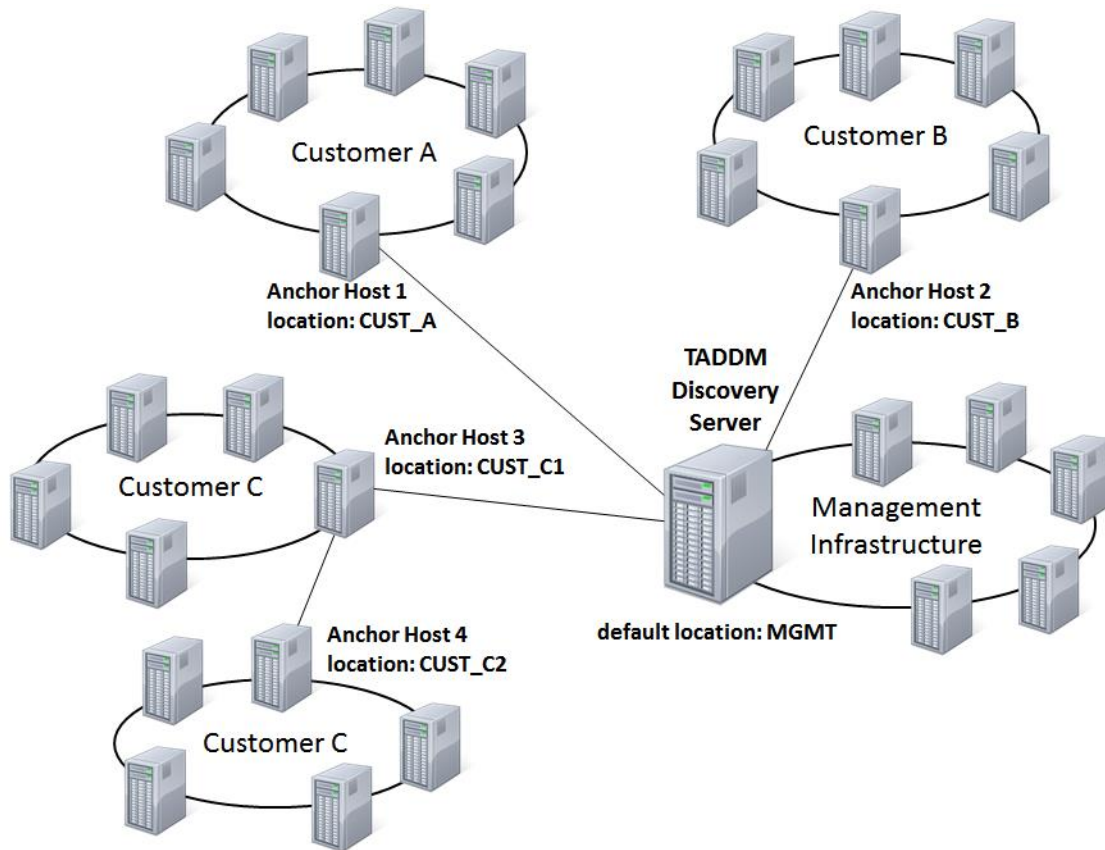 Customer A
Customer B
Anchor Host 1
location: CUST_A
Anchor Host 2
location: CUST_B
TADDM
Discovery
Server
Anchor Host 3
location: CUST_C1
Customer C
Management
Infrastructure
Anchor Host 4
location: CUST_C2
default location: MGMT
Customer C